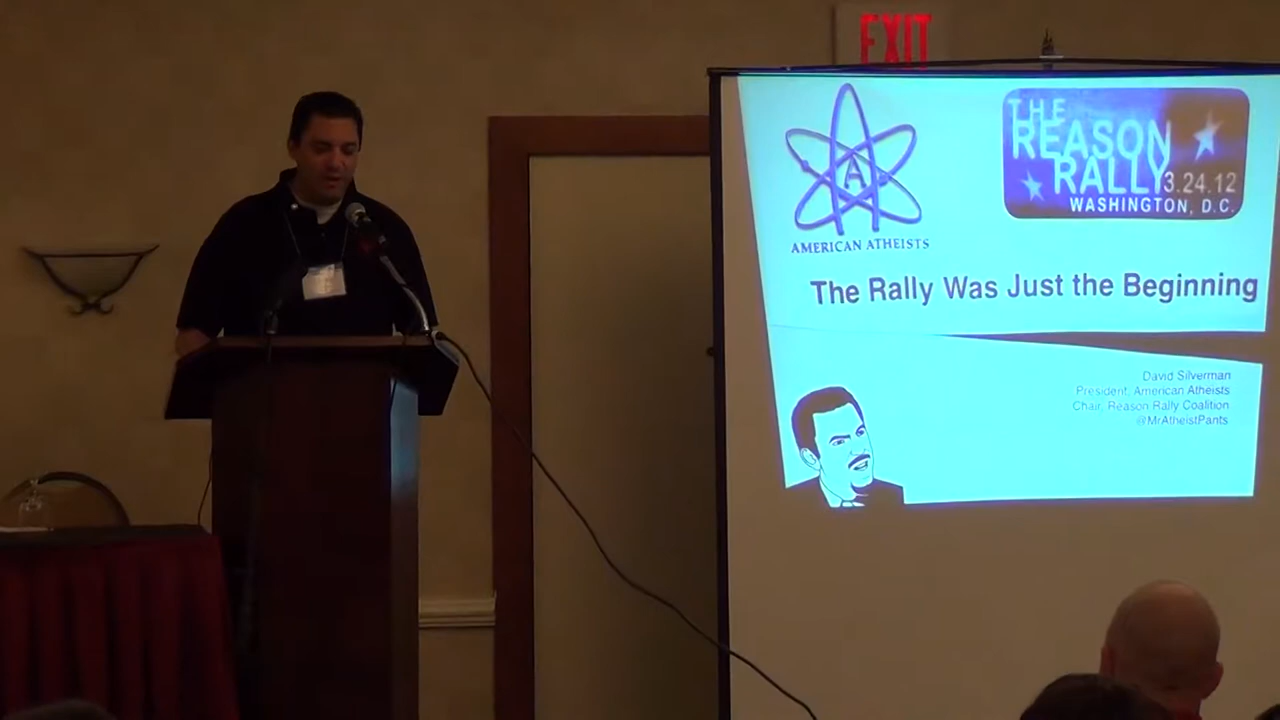 EXIT
A
AMERICAN ATHEISTS
THE
REASON
RALLY
3.24.12
WASHINGTON, D.C.
The Rally Was Just the Beginning
David Silverman
President, American Atheists
Chair, Reason Rally Coalition
@MrAtheistPants